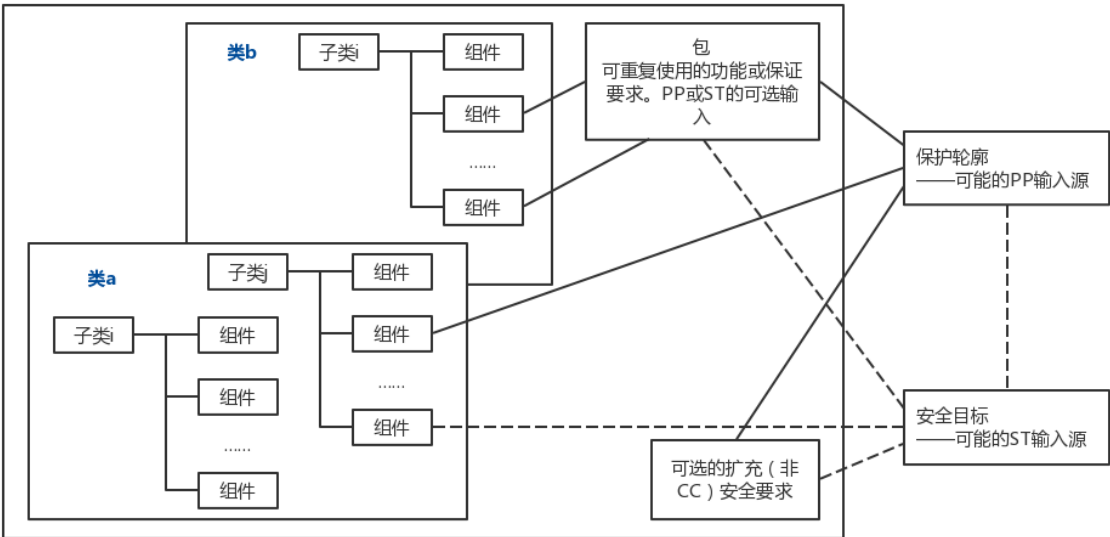 类b
子类i
组件
组件
……
组件
包
可重复使用的功能或保证
要求。PP或ST的可选输
入
保护轮廓
——可能的PP输入源
类a
子类j
组件
组件
……
组件
子类i
组件
组件
……
组件
可选的扩充（非
CC）安全要求
安全目标
——可能的ST输入源